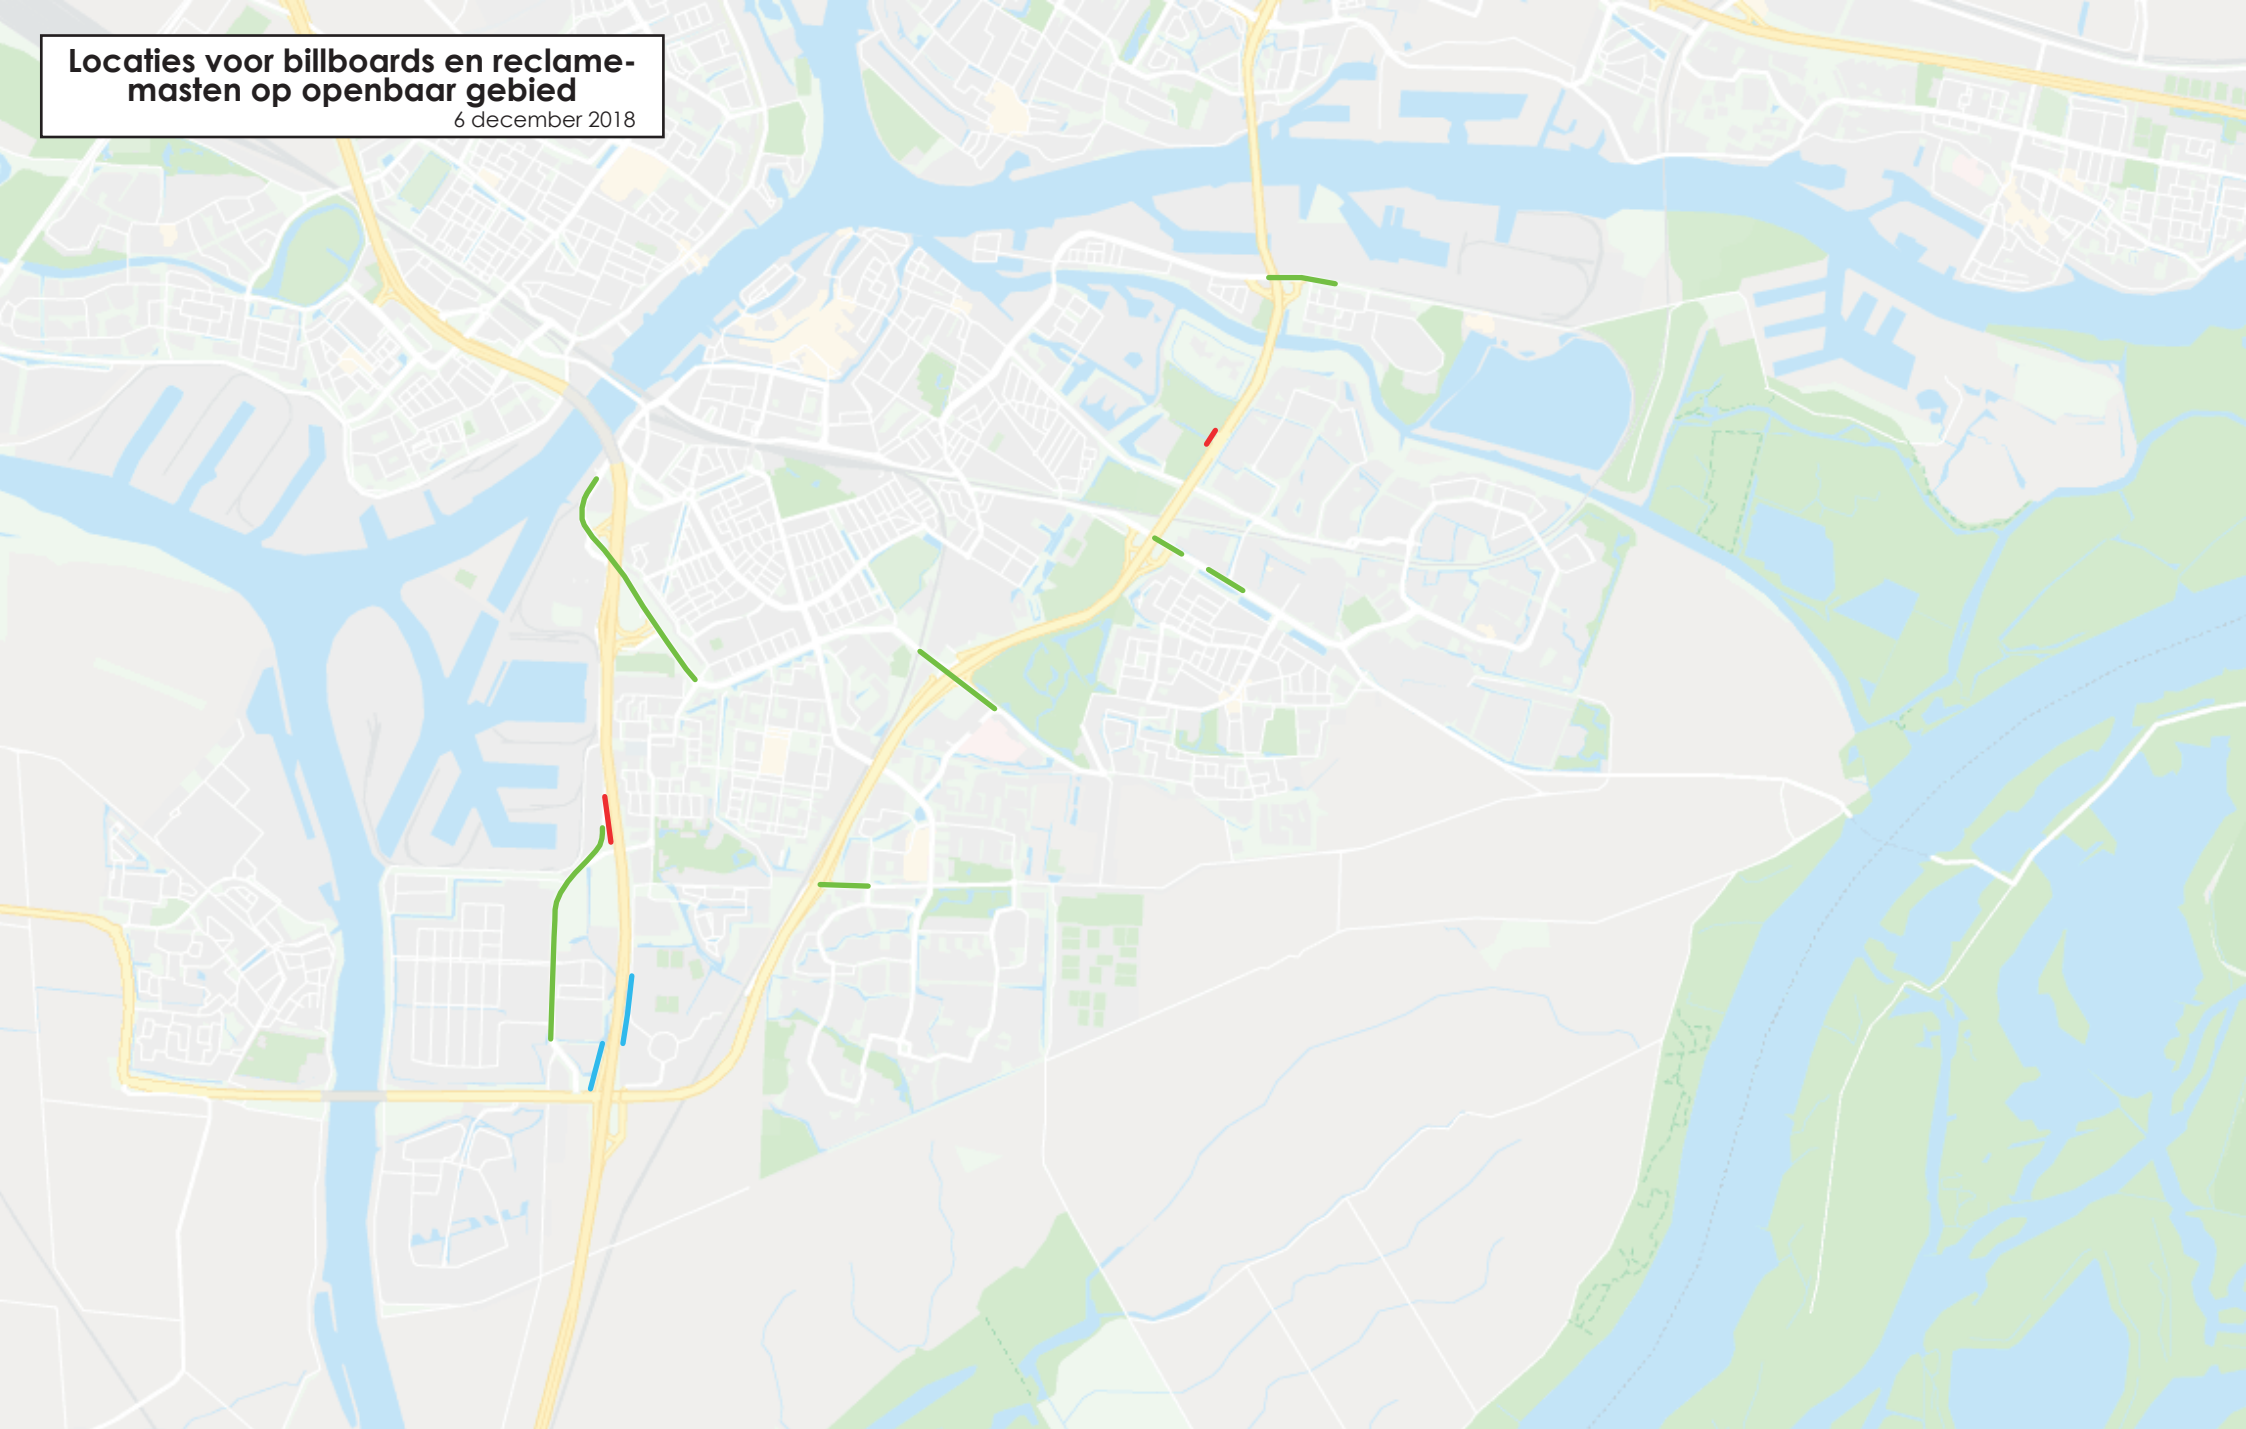 Locaties voor billboards en reclame-
masten op openbaar gebied
6 december 2018